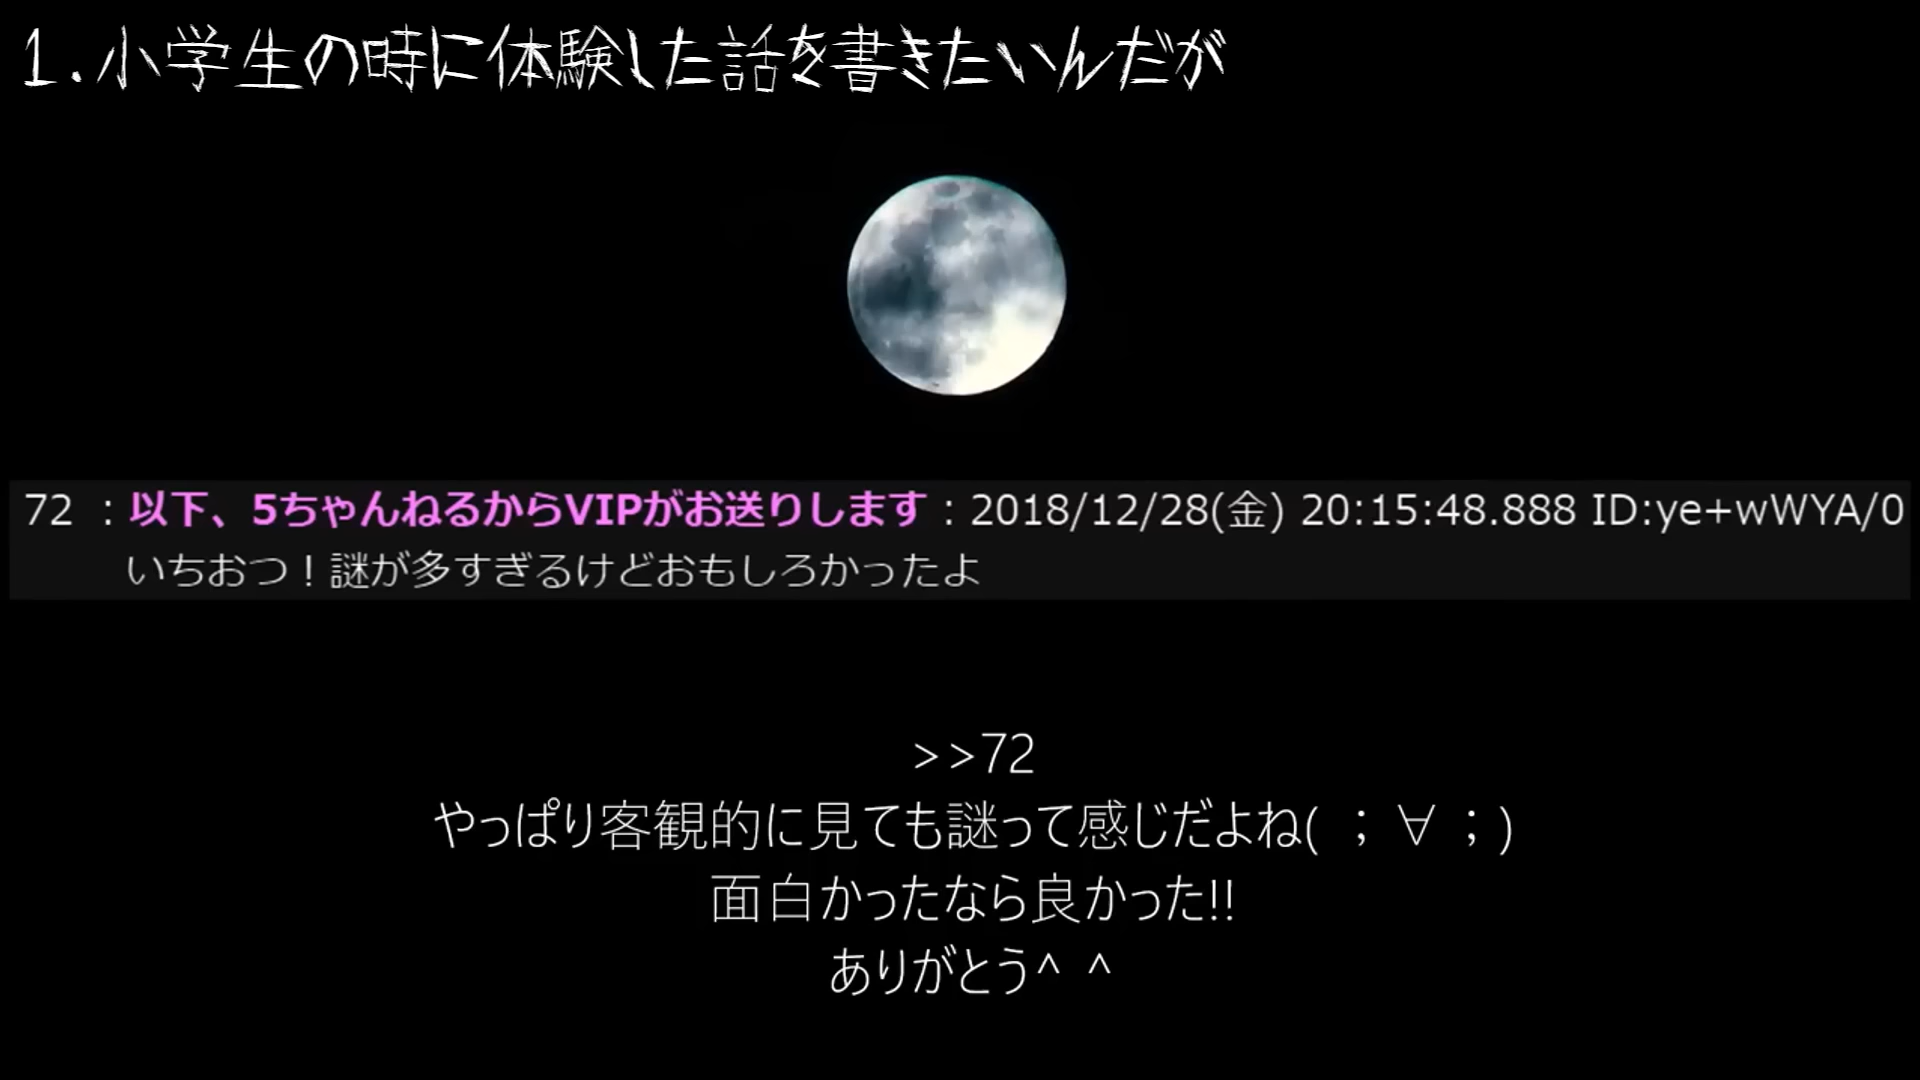 1.小学生の時に体験した話を書きたいんだが
72 ：以下、5ちゃんねるからVIPがお送りします：2018/12/28(金) 20:15:48.888 ID:ye+wWYA/0
いちおつ！謎が多すぎるけどおもしろかったよ
>>72
やっぱり客観的に見ても謎って感じだよね( ；∀；)
面白かったなら良かった!!
ありがとう^ ^